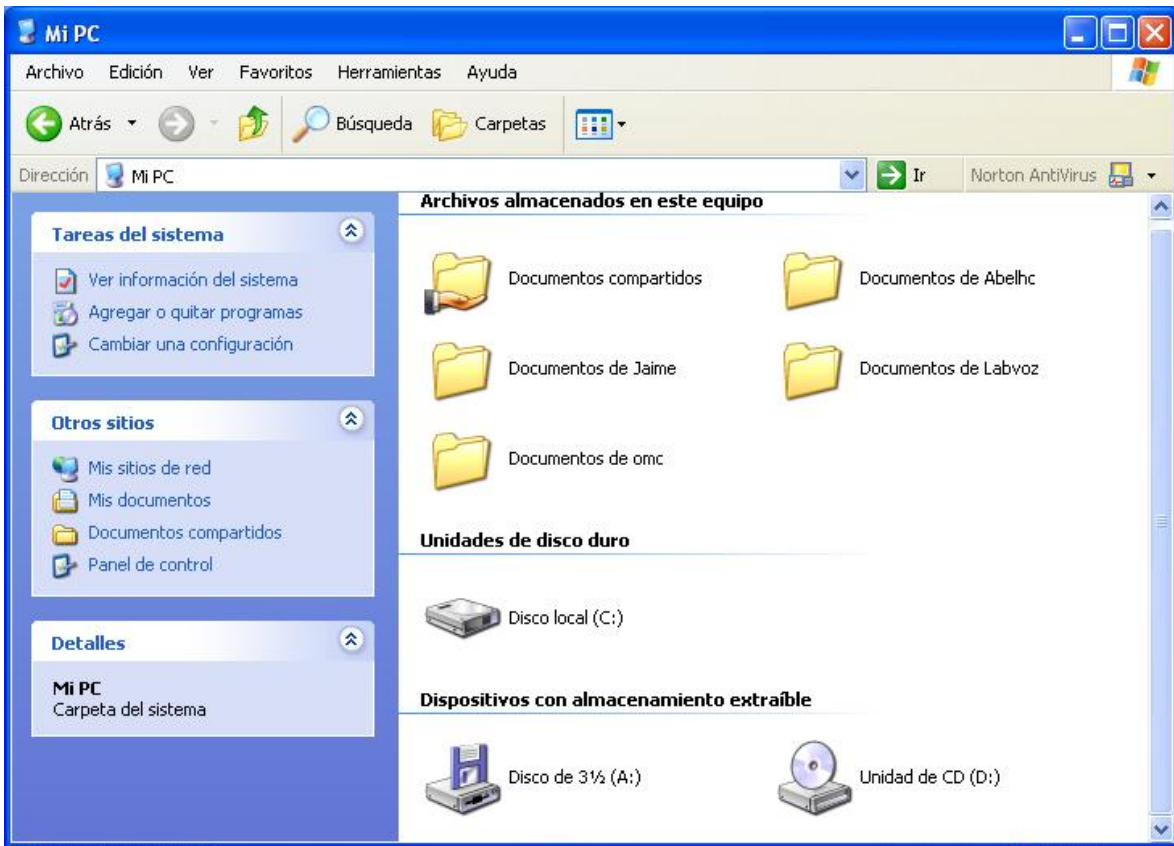 Mi PC
Archivo Edición Ver Favoritos Herramientas Ayuda
Atrás Búsqueda Carpetas
Dirección Mi PC Ir Norton AntiVirus
Tareas del sistema
Ver información del sistema
Agregar o quitar programas
Cambiar una configuración
Otros sitios
Mis sitios de red
Mis documentos
Documentos compartidos
Panel de control
Detalles
Mi PC
Carpeta del sistema
Archivos almacenados en este equipo
Documentos compartidos Documentos de Abelhc
Documentos de Jaime Documentos de Labvoz
Documentos de omc
Unidades de disco duro
Disco local (C:)
Dispositivos con almacenamiento extraíble
Disco de 3½ (A:) Unidad de CD (D:)